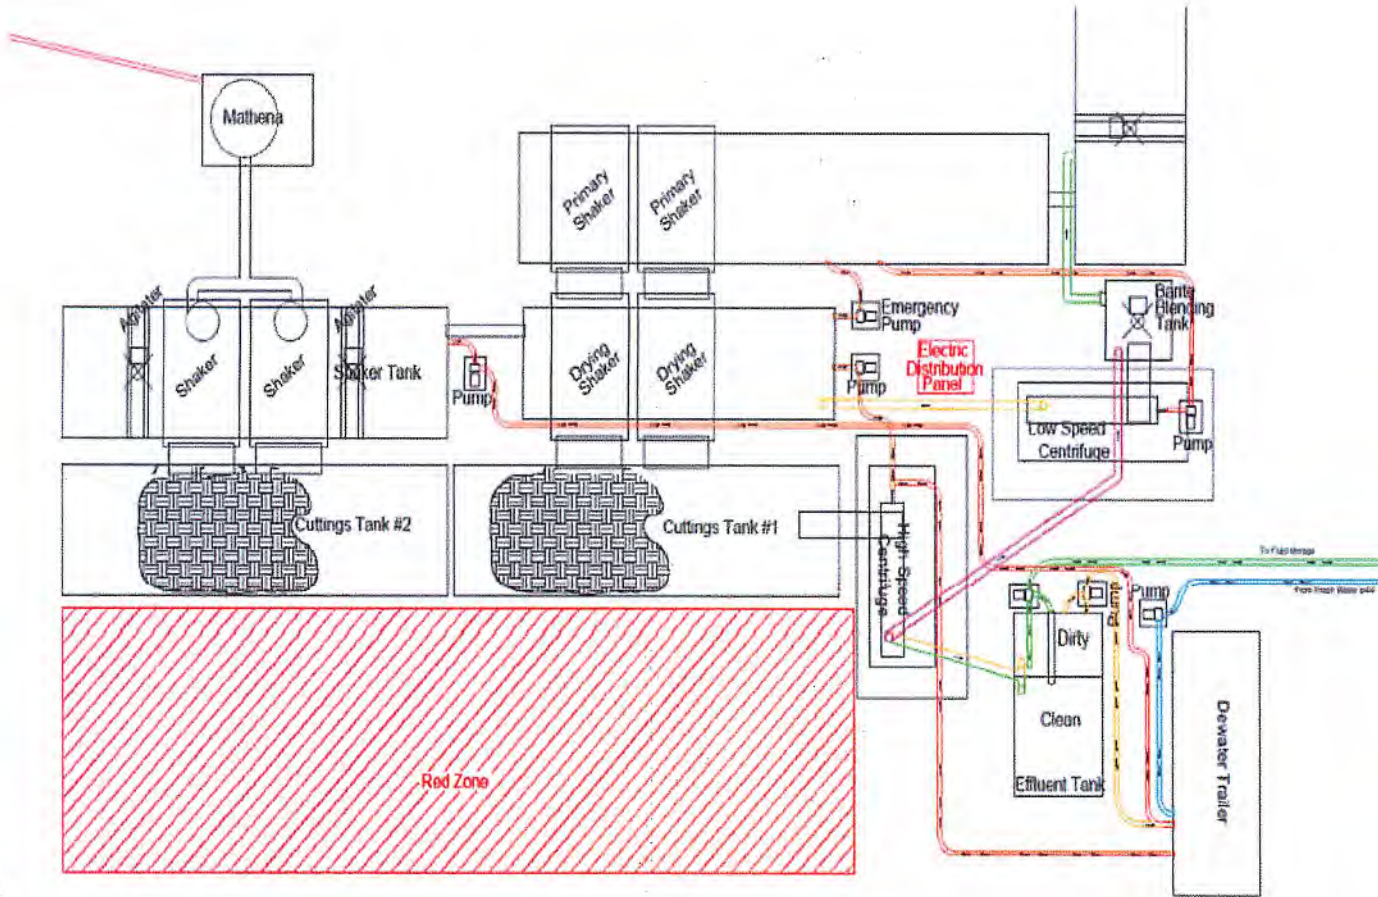 Mathena
Primary
Shaker
Primary
Shaker
Agitater
Agitater
Shaker
Shaker
Shaker Tank
Pump
Drying
Shaker
Drying
Shaker
Emergency
Pump
Pump
Electric
Distribution
Panel
Barite
Blending
Tank
Low Speed
Centrifuge
Pump
Cuttings Tank #2
Cuttings Tank #1
High Speed
Centrifuge
To Fluid Storage
From Fresh Water
Pump
Pump
Dirty
Clean
Effluent Tank
Dewater Trailer
Red Zone